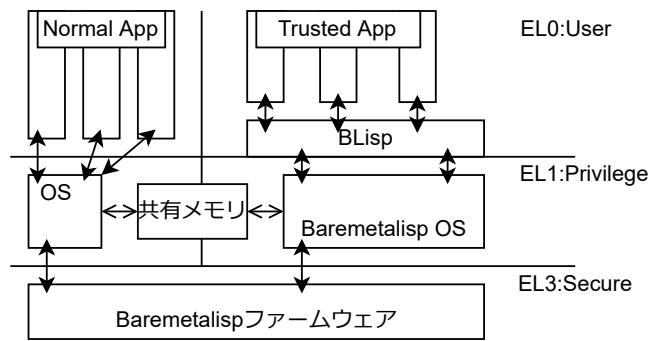 Normal App
Trusted App
EL0:User
BLisp
EL1:Privilege
OS
共有メモリ
Baremetalisp OS
EL3:Secure
Baremetalispファームウェア